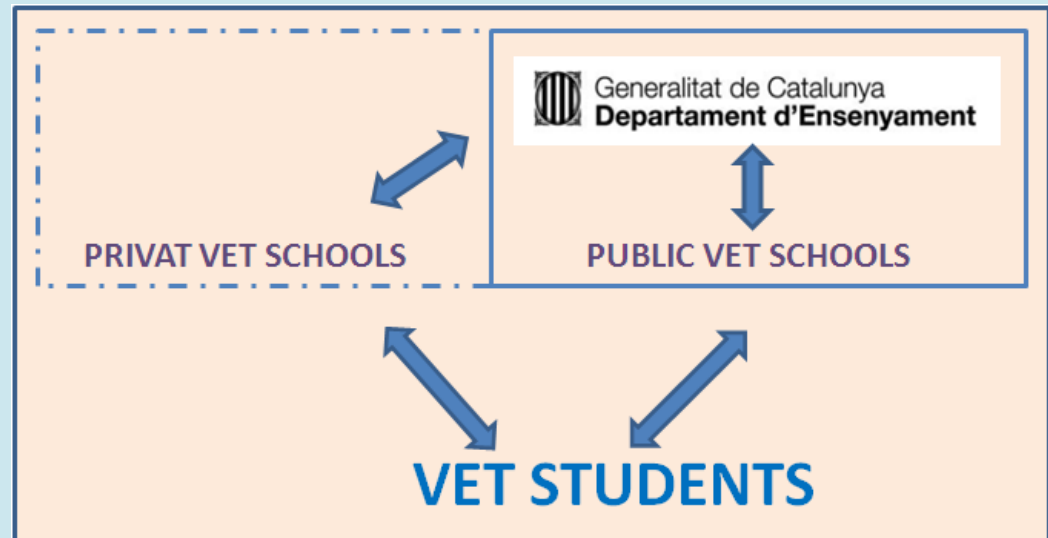 Generalitat de Catalunya
Departament d'Ensenyament
PRIVAT VET SCHOOLS
PUBLIC VET SCHOOLS
VET STUDENTS